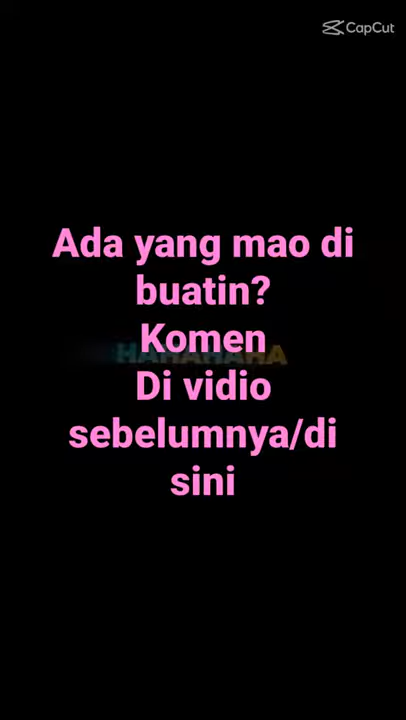 CapCut
Ada yang mao di
buatin?
Komen
HAHAHAHA
Di vidio
sebelumnya/di
sini